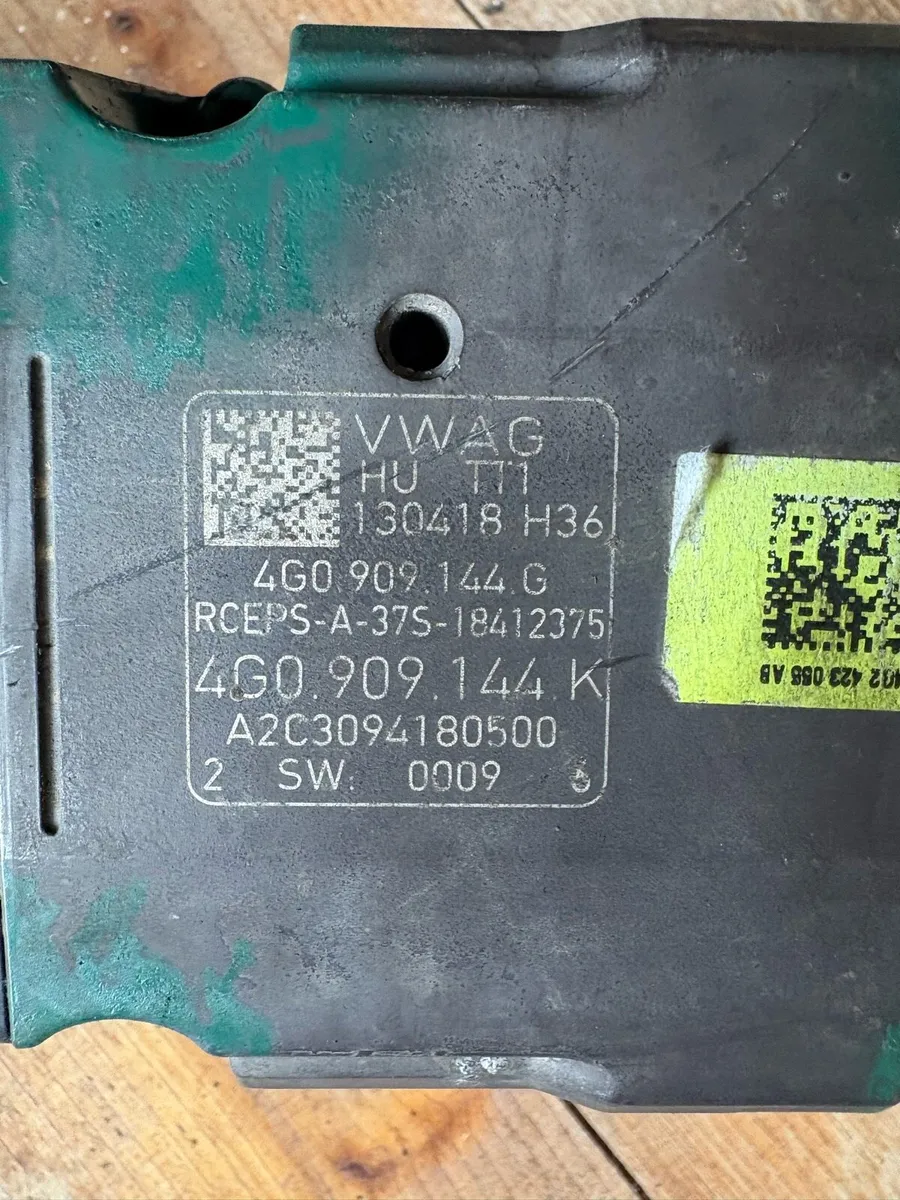 VWAG
HU TT1
130418 H36
4G0.909.144.G
RCEPS-A-37S-18412375
4G0.909.144.K
A2C3094180500
2 SW: 0009
423 055 AB